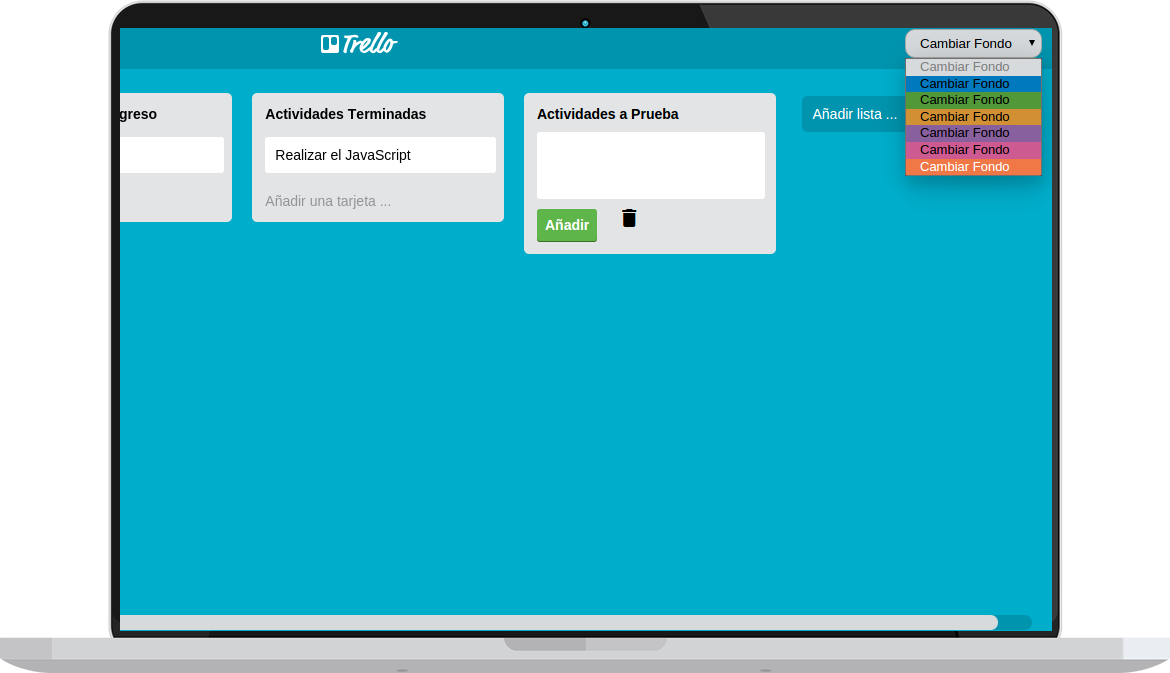 Trello
Cambiar Fondo
Cambiar Fondo
Cambiar Fondo
Cambiar Fondo
Cambiar Fondo
Cambiar Fondo
Cambiar Fondo
Cambiar Fondo
greso
Actividades Terminadas
Realizar el JavaScript
Añadir una tarjeta ...
Actividades a Prueba
Añadir
Añadir lista ...